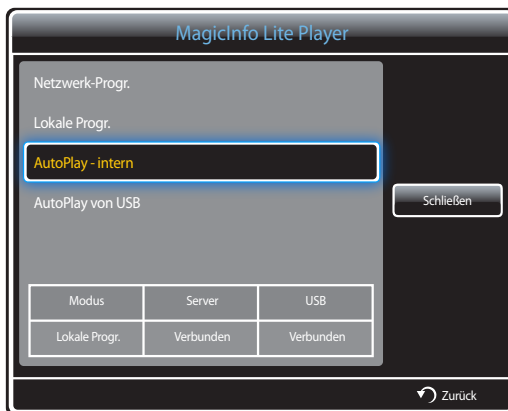 MagicInfo Lite Player
Netzwerk-Progr.
Lokale Progr.
AutoPlay - intern
AutoPlay von USB
Schließen
Modus Server USB
Lokale Progr. Verbunden Verbunden
Zurück